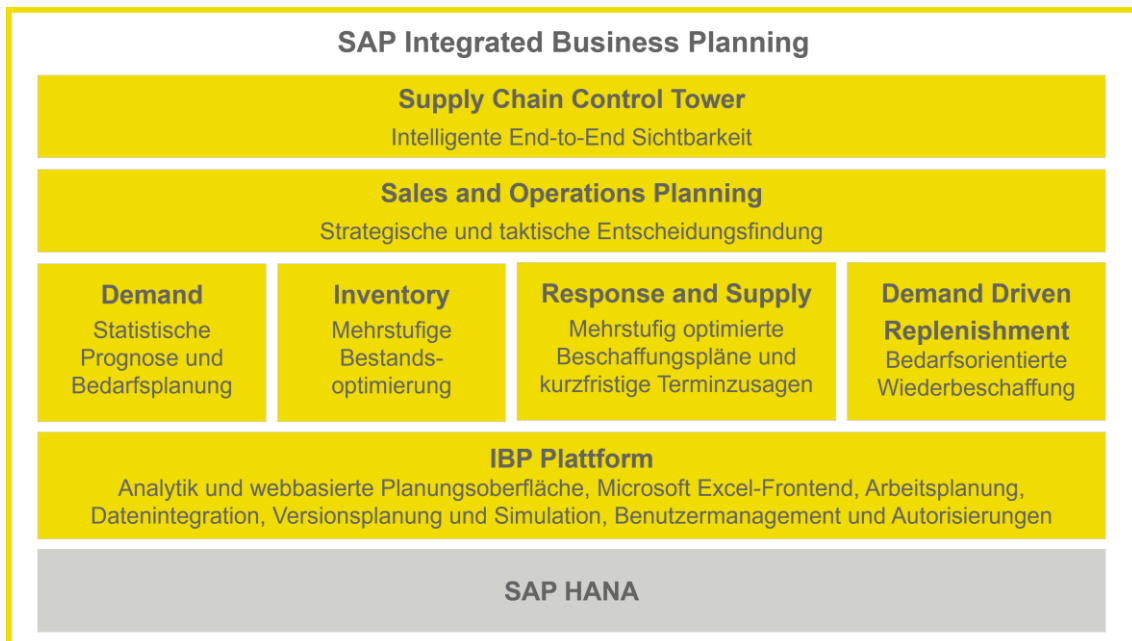 SAP Integrated Business Planning
Supply Chain Control Tower
Intelligente End-to-End Sichtbarkeit
Sales and Operations Planning
Strategische und taktische Entscheidungsfindung
Demand
Statistische
Prognose und
Bedarfsplanung
Inventory
Mehrstufige
Bestands-
optimierung
Response and Supply
Mehrstufig optimierte
Beschaffungspläne und
kurzfristige Terminzusagen
Demand Driven
Replenishment
Bedarfsorientierte
Wiederbeschaffung
IBP Plattform
Analytik und webbasierte Planungsoberfläche, Microsoft Excel-Frontend, Arbeitsplanung,
Datenintegration, Versionsplanung und Simulation, Benutzermanagement und Autorisierungen
SAP HANA